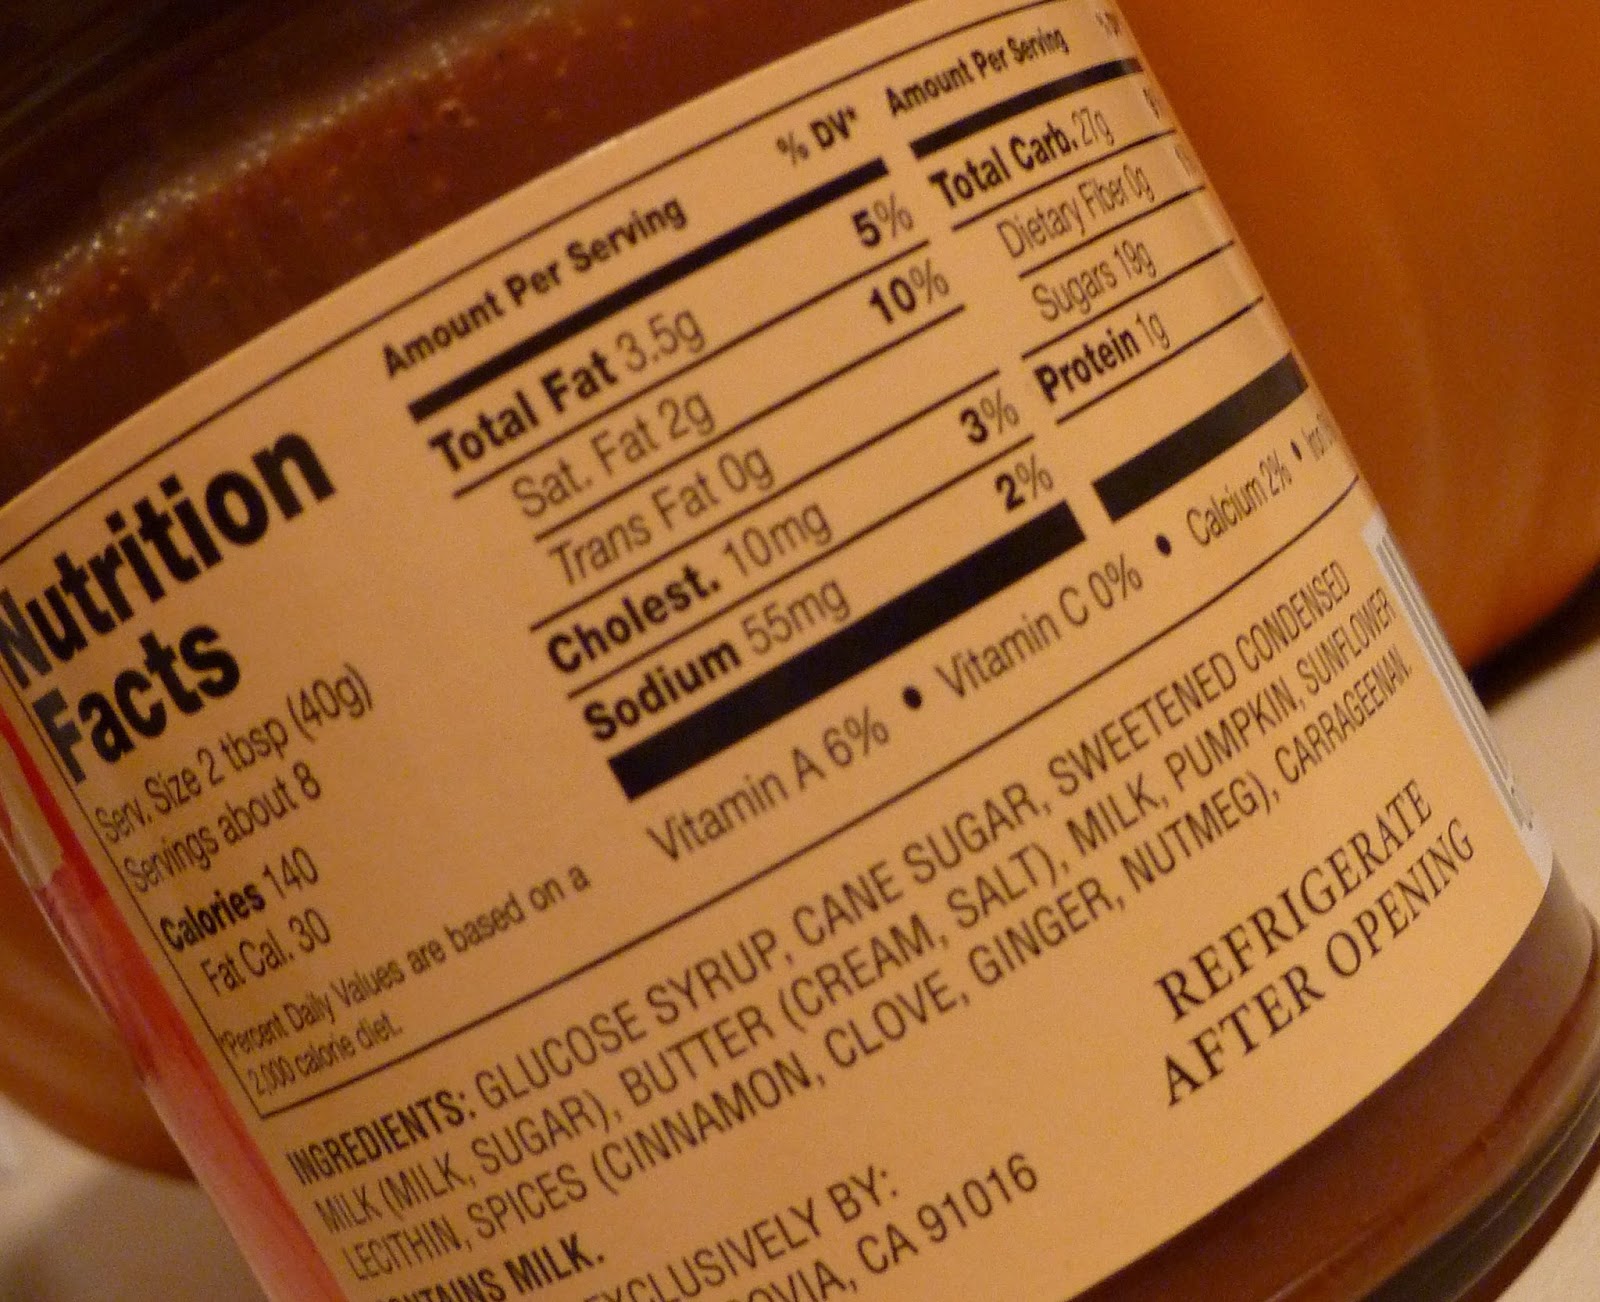 Nutrition
Facts
Serv. Size 2 tbsp (40g)
Servings about 8
Calories 140
Fat Cal. 30
*Percent Daily Values are based on a
2,000 calorie diet.
Amount Per Serving % DV*
Total Fat 3.5g 5%
Sat. Fat 2g 10%
Trans Fat 0g
Cholest. 10mg 3%
Sodium 55mg 2%
Amount Per Serving
Total Carb. 27g
Dietary Fiber 0g
Sugars 19g
Protein 1g
Vitamin A 6% • Vitamin C 0% • Calcium 2% • Iron
INGREDIENTS: GLUCOSE SYRUP, CANE SUGAR, SWEETENED CONDENSED
MILK (MILK, SUGAR), BUTTER (CREAM, SALT), MILK, PUMPKIN, SUNFLOWER
LECITHIN, SPICES (CINNAMON, CLOVE, GINGER, NUTMEG), CARRAGEENAN.
MILK.
EXCLUSIVELY BY:
CA 91016
REFRIGERATE
AFTER OPENING